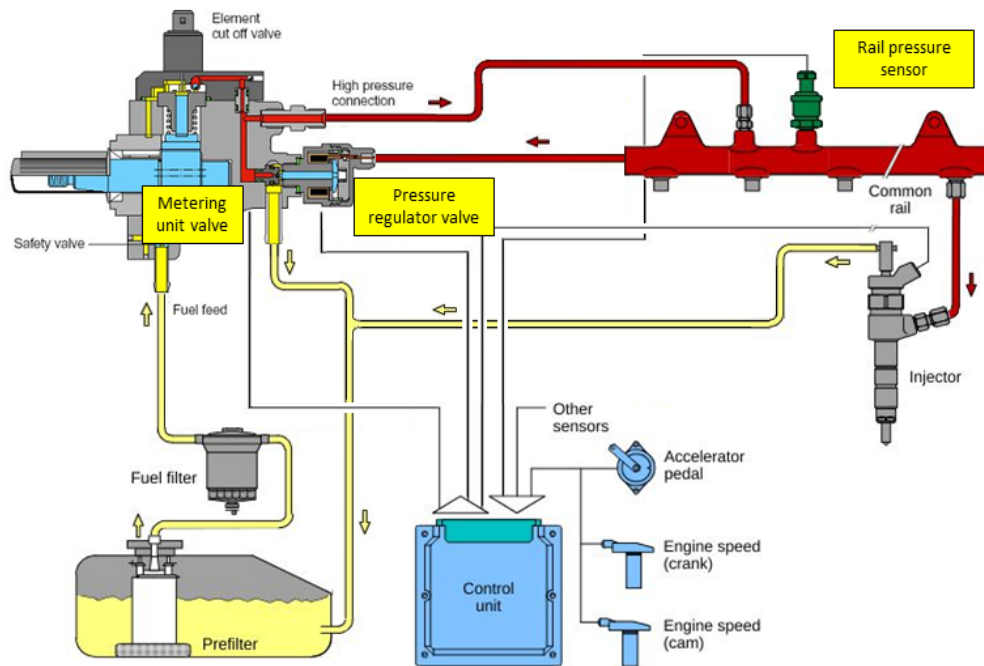 Element
cut off valve
Rail pressure
sensor
High pressure
connection
Metering
unit valve
Pressure
regulator valve
Common
rail
Safety valve
Fuel feed
Injector
Other
sensors
Accelerator
pedal
Fuel filter
Engine speed
(crank)
Control
unit
Engine speed
(cam)
Prefilter